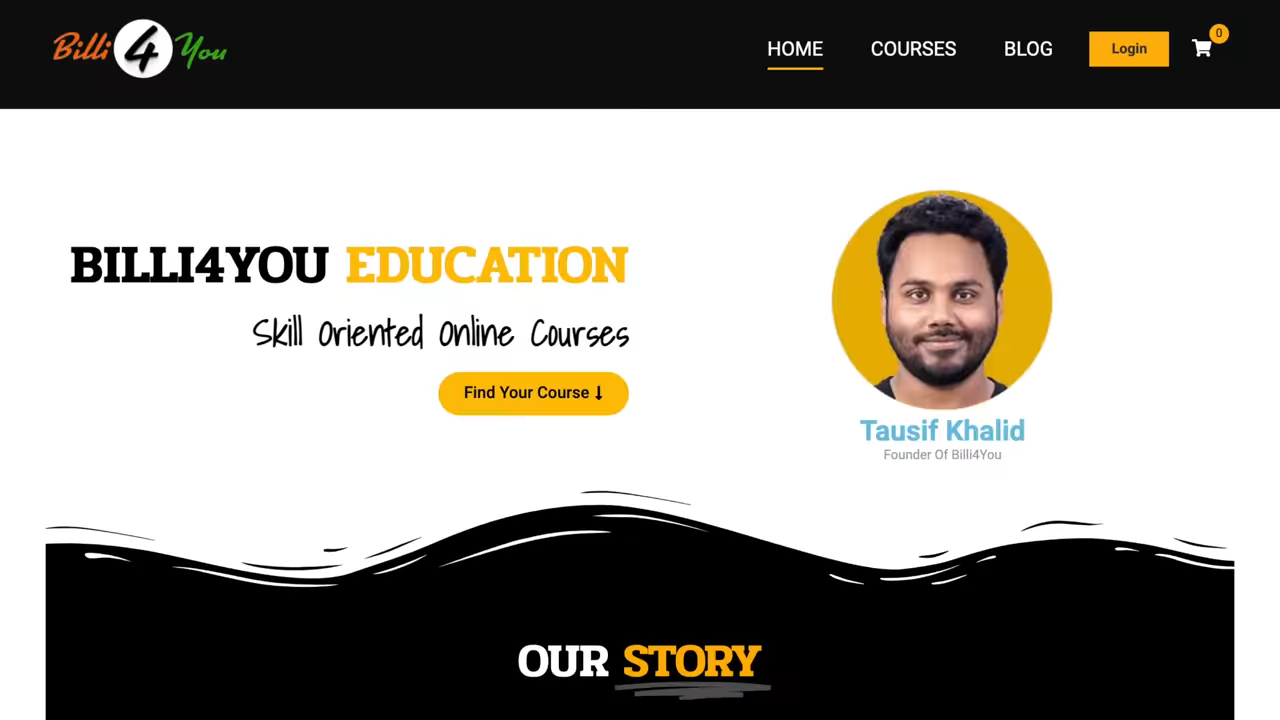 Billi 4 You
HOME
COURSES
BLOG
Login
0
BILLI4YOU EDUCATION
Skill Oriented Online Courses
Find Your Course
Tausif Khalid
Founder Of Billi4You
OUR STORY